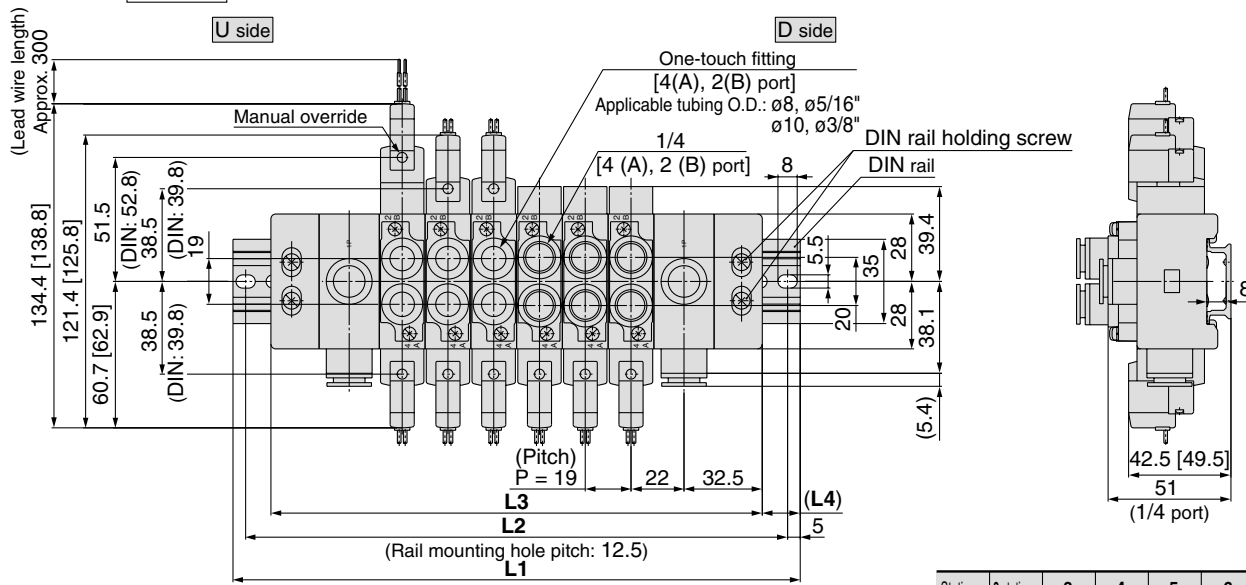 U side
D side
(Lead wire length)
Approx. 300
One-touch fitting
[4(A), 2(B) port]
Applicable tubing O.D.: ø8, ø5/16"
ø10, ø3/8"
Manual override
1/4
[4 (A), 2 (B) port]
DIN rail holding screw
DIN rail
8
134.4 [138.8]
121.4 [125.8]
60.7 [62.9]
51.5
(DIN: 52.8)
38.5
(DIN: 39.8)
19
38.5
(DIN: 39.8)
5.5
35
20
28
28
39.4
38.1
(5.4)
8
(Pitch)
P = 19
22
32.5
L3
(L4)
L2
5
(Rail mounting hole pitch: 12.5)
L1
42.5 [49.5]
51
(1/4 port)